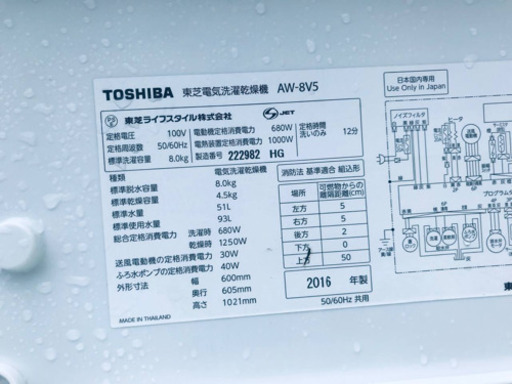 TOSHIBA 東芝電気洗濯乾燥機 AW-8V5
東芝ライフスタイル株式会社
S-JET
定格電圧 100V
定格周波数 50/60Hz
定格容量 8.0kg
電動機定格消費電力 680W
電熱装置定格消費電力 1000W
製造番号 222982 HG
定格時間
洗いのみ 12分
種類 電気洗濯乾燥機
標準脱水容量 8.0kg
標準乾燥容量 4.5kg
標準水量 51L
標準使用水量 93L
総合定格消費電力 洗濯時 680W
乾燥時 1250W
送風電動機の定格消費電力 30W
ふろ水ポンプの定格消費電力 40W
外形寸法 幅 600mm
奥行 605mm
高さ 1021mm
MADE IN THAILAND
消防法 基準適合 組込形
場所 可燃物からの離隔距離(cm)
左方 5
右方 5
後方 2
下方 0
上方 50
2016 年製
50/60Hz 共用
日本国内専用
Use Only in Japan
ノイズフィルタ
ヒータ
プログラム